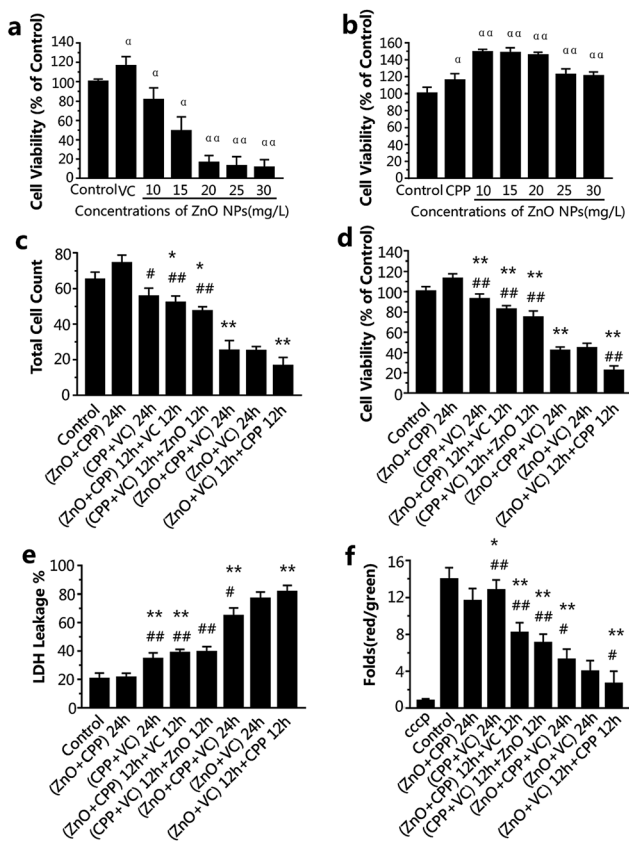 a
Cell Viability (% of Control)
140
120
100
80
60
40
20
0
α
α
α
αα
αα
αα
Control VC 10 15 20 25 30
Concentrations of ZnO NPs(mg/L)
b
Cell Viability (% of Control)
160
140
120
100
80
60
40
20
0
α
αα
αα
αα
αα
αα
Control CPP 10 15 20 25 30
Concentrations of ZnO NPs(mg/L)
c
Total Cell Count
80
60
40
20
0
#
*
##
*
##
**
**
Control
(ZnO+CPP) 24h
(CPP+VC) 24h
(ZnO+CPP) 12h+VC 12h
(CPP+VC) 12h+ZnO 12h
(ZnO+CPP+VC) 24h
(ZnO+VC) 24h
(ZnO+VC) 12h+CPP 12h
d
Cell Viability (% of Control)
140
120
100
80
60
40
20
0
**
##
**
##
**
##
**
**
##
Control
(ZnO+CPP) 24h
(CPP+VC) 24h
(ZnO+CPP) 12h+VC 12h
(CPP+VC) 12h+ZnO 12h
(ZnO+CPP+VC) 24h
(ZnO+VC) 24h
(ZnO+VC) 12h+CPP 12h
e
LDH Leakage %
100
80
60
40
20
0
**
##
**
##
##
**
#
**
Control
(ZnO+CPP) 24h
(CPP+VC) 24h
(ZnO+CPP) 12h+VC 12h
(CPP+VC) 12h+ZnO 12h
(ZnO+CPP+VC) 24h
(ZnO+VC) 24h
(ZnO+VC) 12h+CPP 12h
f
Folds(red/green)
16
12
8
4
0
*
##
**
##
**
##
**
#
**
#
cccp
Control
(ZnO+CPP) 24h
(CPP+VC) 24h
(ZnO+CPP) 12h+VC 12h
(CPP+VC) 12h+ZnO 12h
(ZnO+CPP+VC) 24h
(ZnO+VC) 24h
(ZnO+VC) 12h+CPP 12h